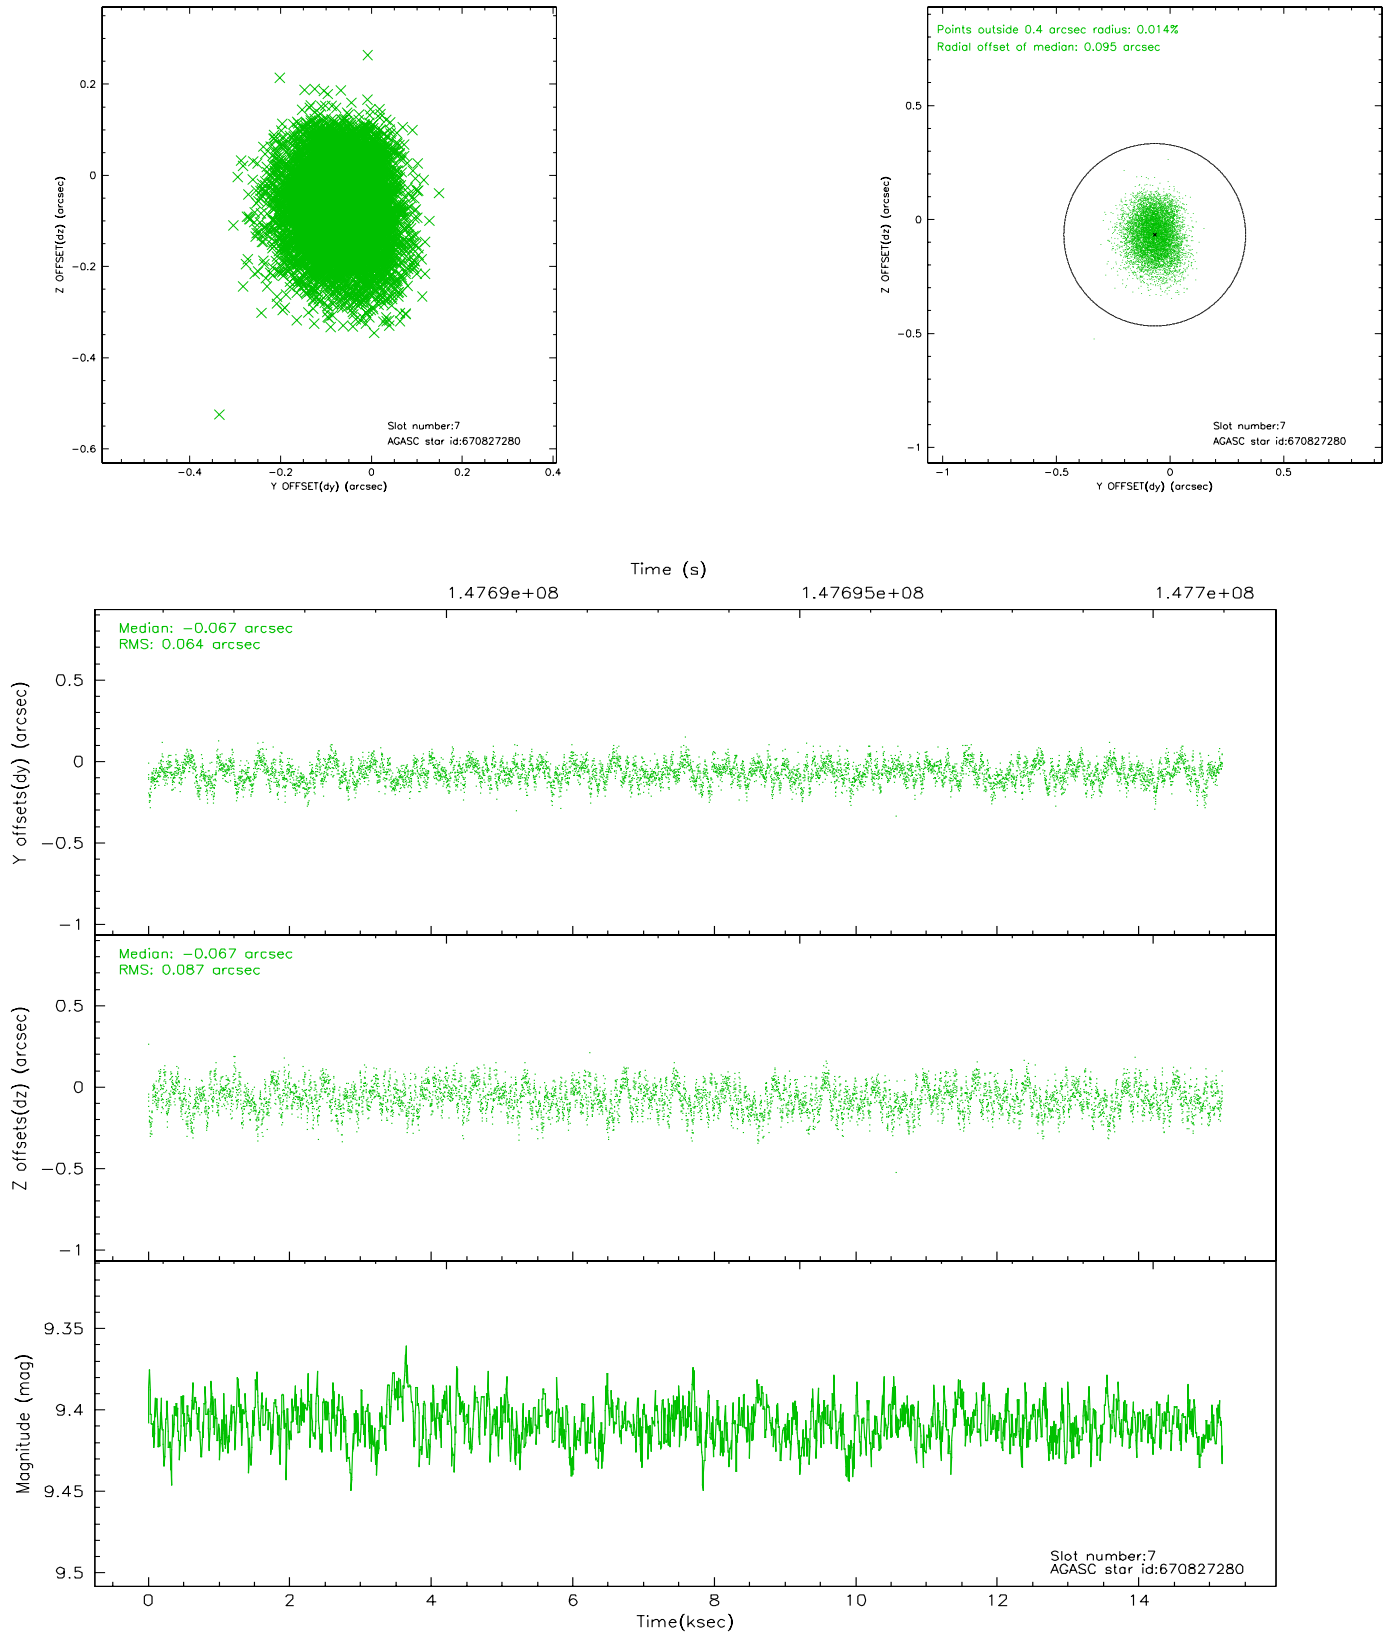 0.2
0
-0.2
-0.4
-0.6
Z OFFSET(dz) (arcsec)
Slot number:7
AGASC star id:670827280
-0.4
-0.2
0
0.2
0.4
Y OFFSET(dy) (arcsec)
Points outside 0.4 arcsec radius: 0.014%
Radial offset of median: 0.095 arcsec
0.5
0
-0.5
-1
Z OFFSET(dz) (arcsec)
Slot number:7
AGASC star id:670827280
-1
-0.5
0
0.5
Y OFFSET(dy) (arcsec)
Time (s)
1.4769e+08
1.47695e+08
1.477e+08
Median: -0.067 arcsec
RMS: 0.064 arcsec
0.5
0
-0.5
-1
Y offsets(dy) (arcsec)
Median: -0.067 arcsec
RMS: 0.087 arcsec
0.5
0
-0.5
-1
Z offsets(dz) (arcsec)
9.35
9.4
9.45
9.5
Magnitude (mag)
Slot number:7
AGASC star id:670827280
0
2
4
6
8
10
12
14
Time(ksec)